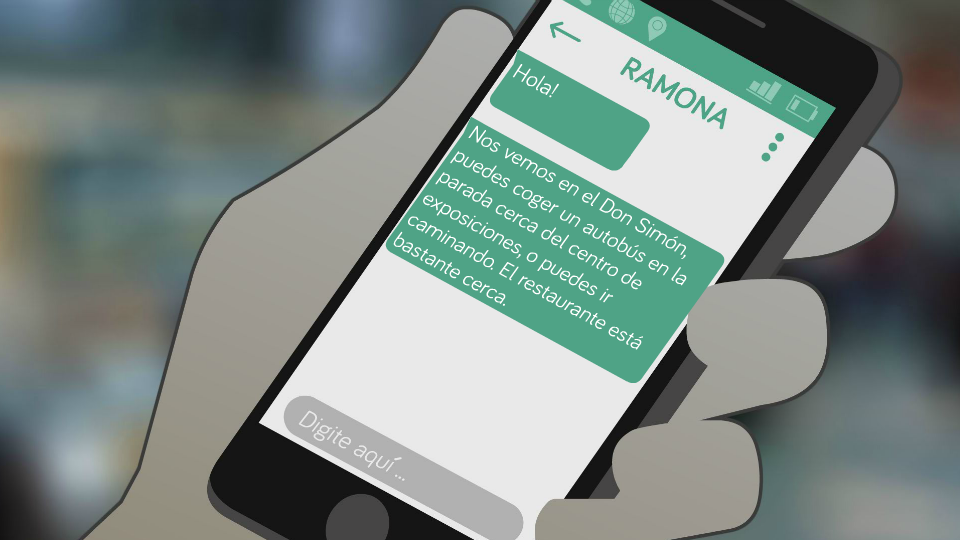 RAMONA
Hola!
Nos vemos en el Don Simón,
puedes coger un autobús en la
parada cerca del centro de
exposiciones, o puedes ir
caminando. El restaurante está
bastante cerca.
Digite aquí...